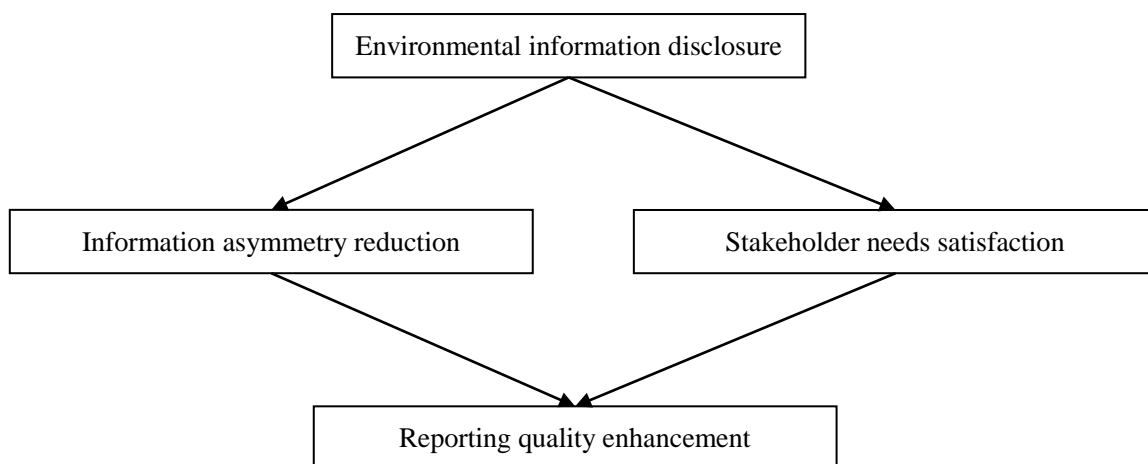 Environmental information disclosure
Information asymmetry reduction
Stakeholder needs satisfaction
Reporting quality enhancement